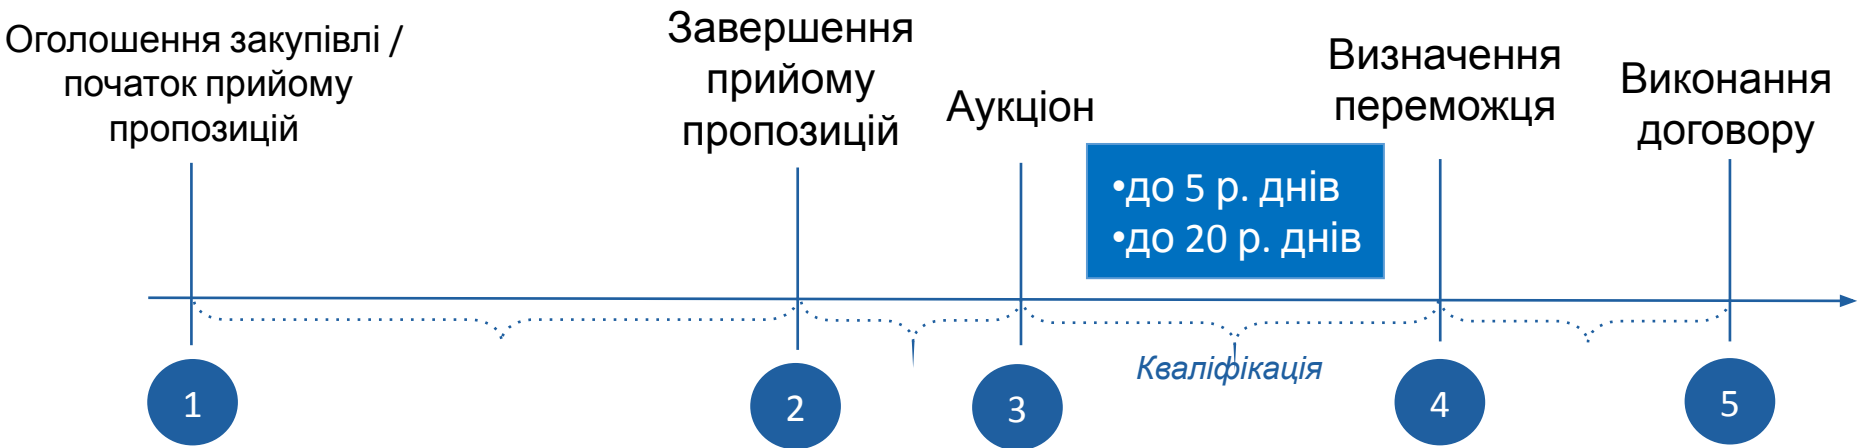 Оголошення закупівлі /
початок прийому
пропозицій
Завершення
прийому
пропозицій
Аукціон
Визначення
переможця
Виконання
договору
•до 5 р. днів
•до 20 р. днів
Кваліфікація
1
2
3
4
5